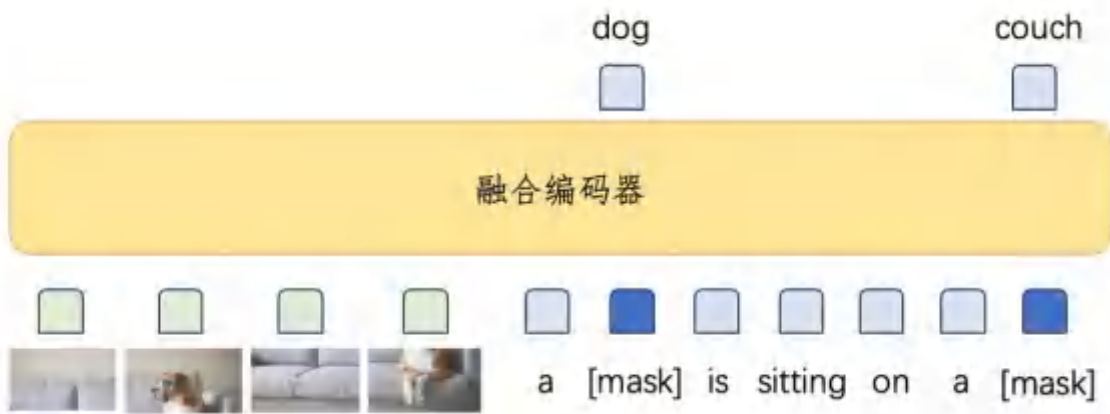 dog couch
融合编码器
a [mask] is sitting on a [mask]